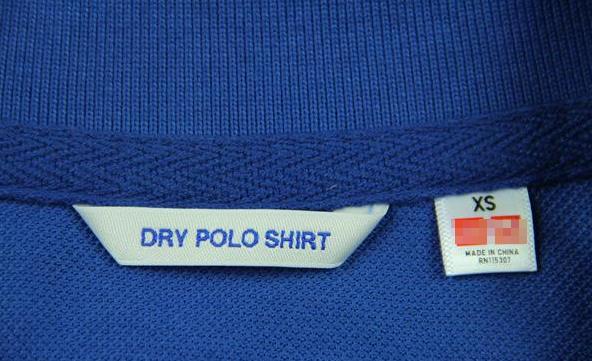 DRY POLO SHIRT
XS
MADE IN CHINA
RN115307